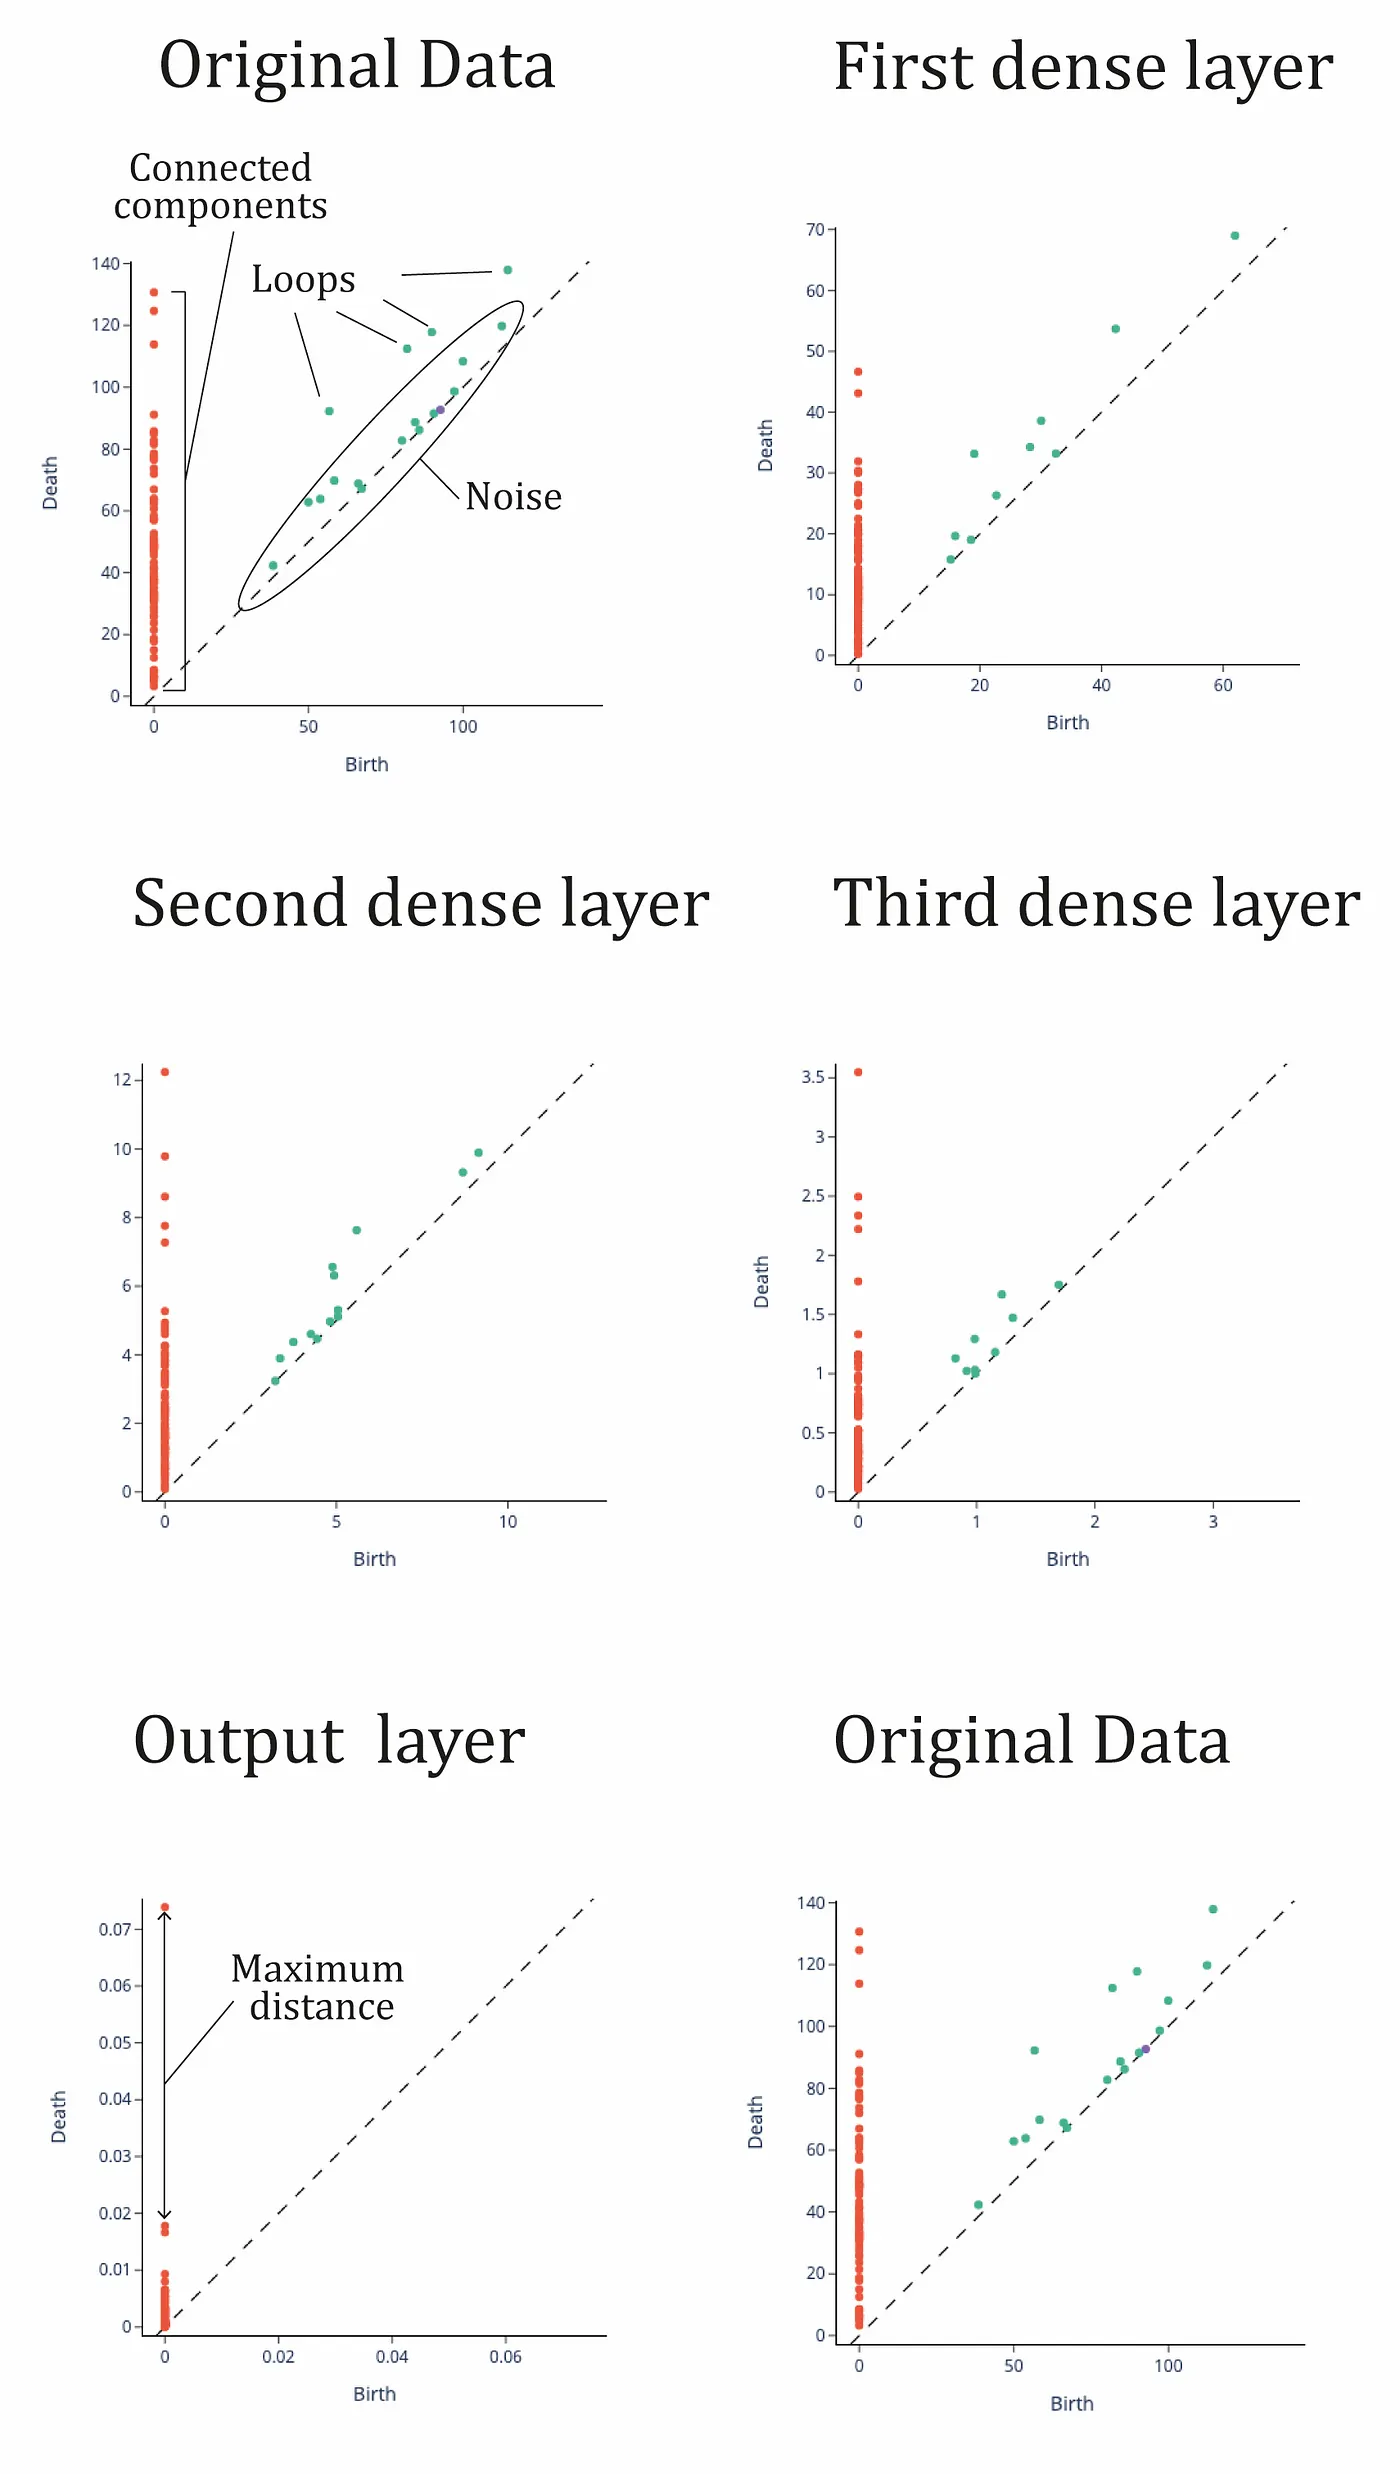 Original Data
First dense layer
Connected
components
Loops
Noise
140
120
100
80
60
40
20
0
0
50
100
Death
Birth
70
60
50
40
30
20
10
0
0
20
40
60
Death
Birth
Second dense layer
Third dense layer
12
10
8
6
4
2
0
0
5
10
Birth
3.5
3
2.5
2
1.5
1
0.5
0
0
1
2
3
Death
Birth
Output layer
Original Data
Maximum
distance
0.07
0.06
0.05
0.04
0.03
0.02
0.01
0
0
0.02
0.04
0.06
Death
Birth
140
120
100
80
60
40
20
0
0
50
100
Death
Birth